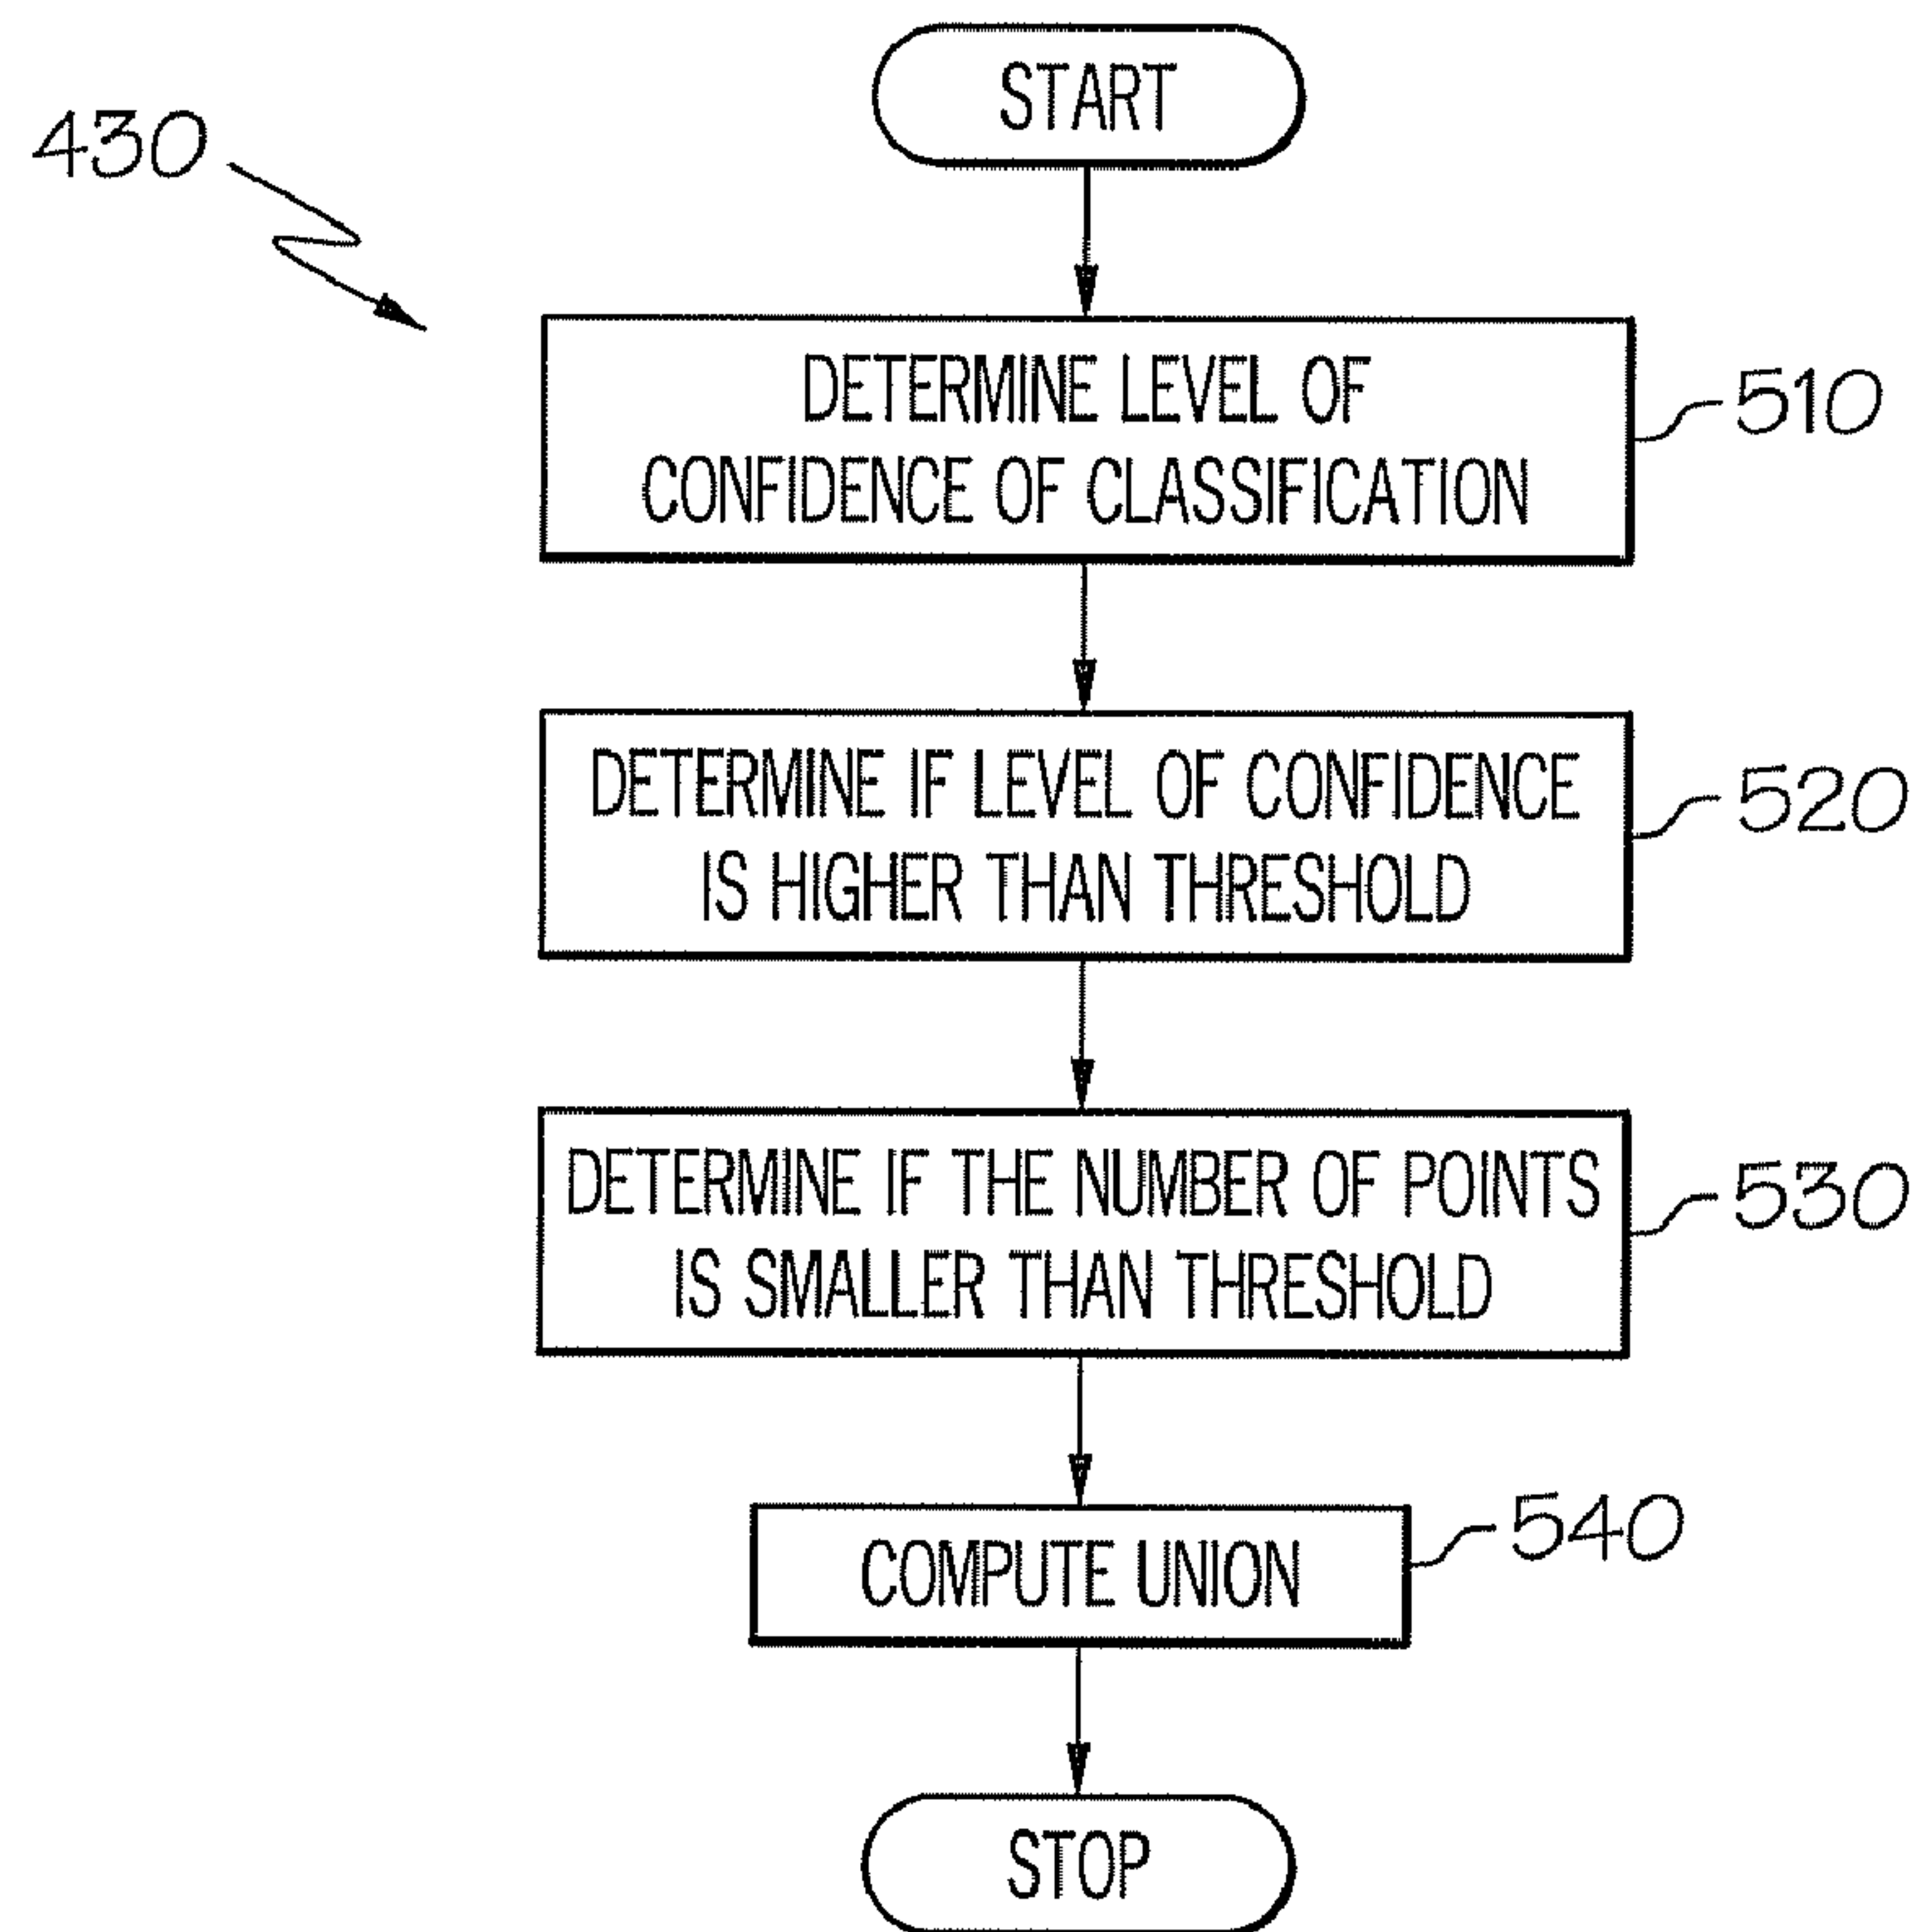 START
430
DETERMINE LEVEL OF
CONFIDENCE OF CLASSIFICATION
510
DETERMINE IF LEVEL OF CONFIDENCE
IS HIGHER THAN THRESHOLD
520
DETERMINE IF THE NUMBER OF POINTS
IS SMALLER THAN THRESHOLD
530
COMPUTE UNION
540
STOP